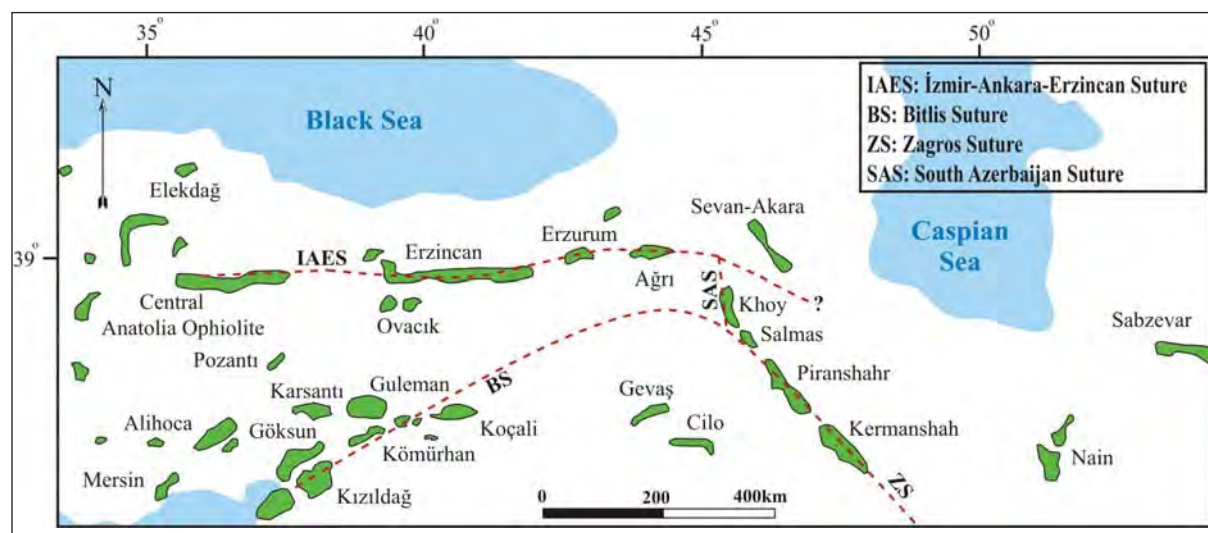 35°
40°
45°
50°
N
Black Sea
IAES: İzmir-Ankara-Erzincan Suture
BS: Bitlis Suture
ZS: Zagros Suture
SAS: South Azerbaijan Suture
Elekdağ
Sevan-Akara
Caspian
Sea
39°
IAES
Erzincan
Erzurum
Ağrı
SAS
?
Khoy
Central
Anatolia Ophiolite
Ovacık
Salmas
Sabzevar
Pozantı
Piranshahr
Karsantı
Guleman
BS
Gevaş
Alihoca
Göksun
Koçali
Cilo
Kermanshah
Kömürhan
Nain
Mersin
Kızıldağ
ZS
0
200
400km